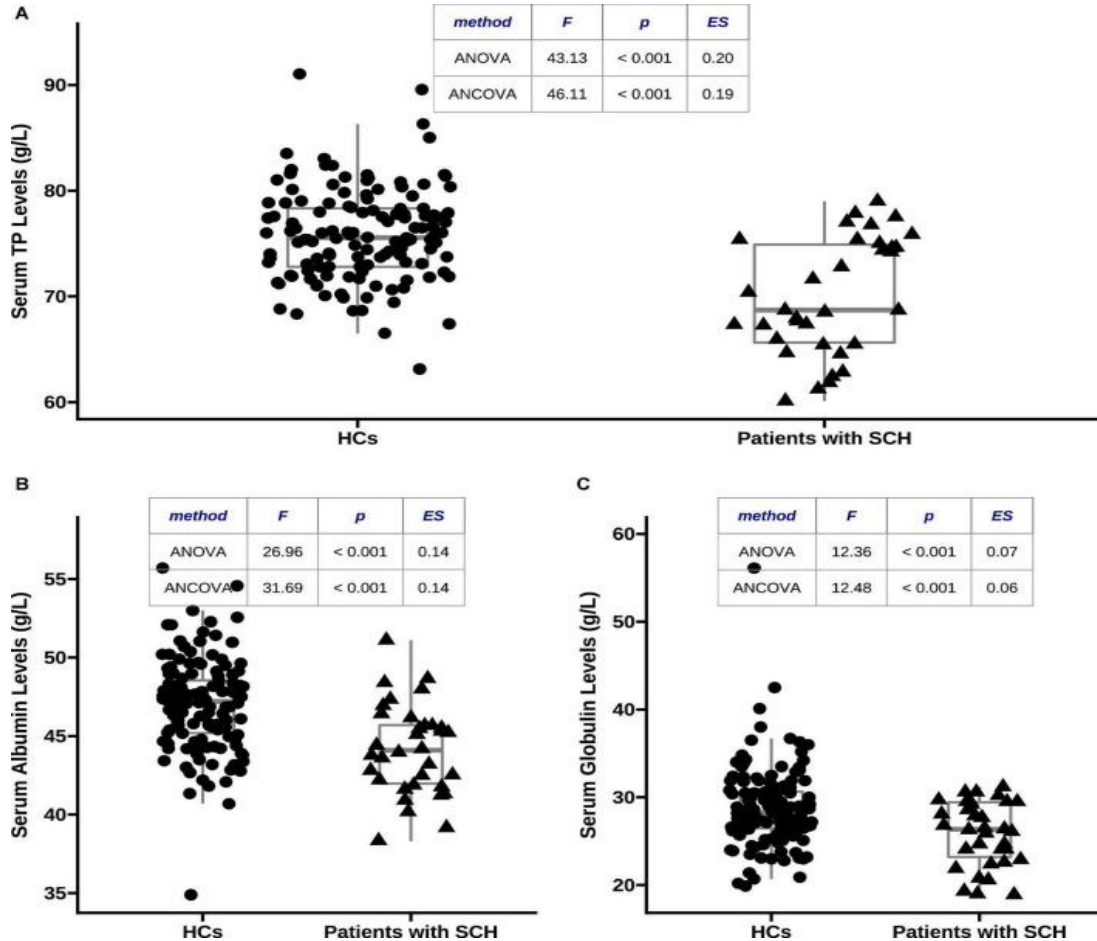 A
method F p ES
ANOVA 43.13 < 0.001 0.20
ANCOVA 46.11 < 0.001 0.19
Serum TP Levels (g/L)
90
80
70
60
HCs Patients with SCH
B
method F p ES
ANOVA 26.96 < 0.001 0.14
ANCOVA 31.69 < 0.001 0.14
Serum Albumin Levels (g/L)
55
50
45
40
35
HCs Patients with SCH
C
method F p ES
ANOVA 12.36 < 0.001 0.07
ANCOVA 12.48 < 0.001 0.06
Serum Globulin Levels (g/L)
60
50
40
30
20
HCs Patients with SCH